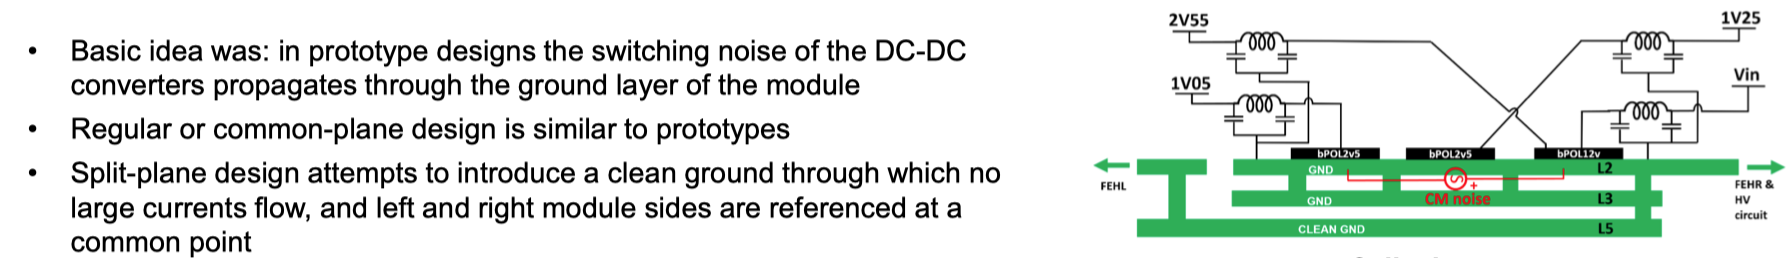 • Basic idea was: in prototype designs the switching noise of the DC-DC
converters propagates through the ground layer of the module
• Regular or common-plane design is similar to prototypes
• Split-plane design attempts to introduce a clean ground through which no
large currents flow, and left and right module sides are referenced at a
common point
2V55
1V25
1V05
Vin
bPOL2v5
bPOL2v5
bPOL12v
GND
L2
FEHL
FEHR &
HV
circuit
GND
CM noise
+
L3
CLEAN GND
L5